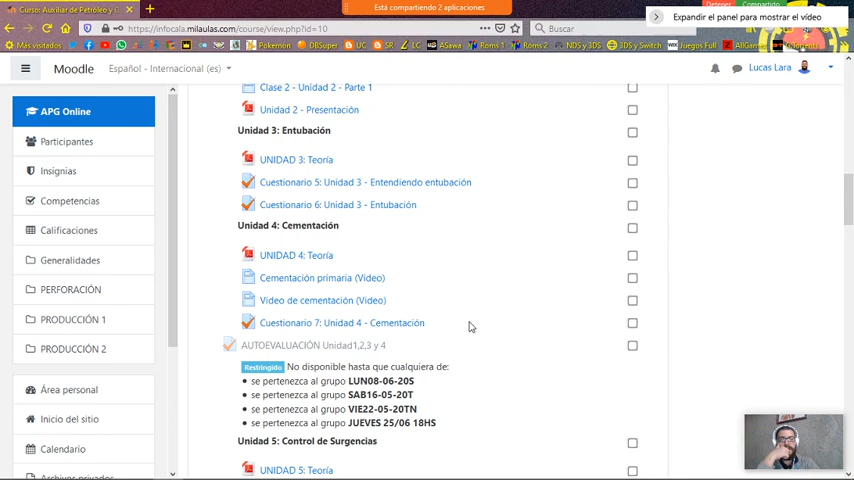 Está compartiendo 2 aplicaciones
Detener
Compartido
Curso: Auxiliar de Petróleo y
Expandir el panel para mostrar el vídeo
https://infocala.milaulas.com/course/view.php?id=10
Buscar
Más visitados
Pokemon
DBSuper
UC
SR
LC
ASawa
Roms 1
Roms 2
NDS y 3DS
3DS y Switch
Juegos Full
Moodle
Español - Internacional (es)
Lucas Lara
APG Online
Participantes
Insignias
Competencias
Calificaciones
Generalidades
PERFORACIÓN
PRODUCCIÓN 1
PRODUCCIÓN 2
Área personal
Inicio del sitio
Calendario
Archivos privados
Clase 2 - Unidad 2 - Parte 1
Unidad 2 - Presentación
Unidad 3: Entubación
UNIDAD 3: Teoría
Cuestionario 5: Unidad 3 - Entendiendo entubación
Cuestionario 6: Unidad 3 - Entubación
Unidad 4: Cementación
UNIDAD 4: Teoría
Cementación primaria (Video)
Video de cementación (Video)
Cuestionario 7: Unidad 4 - Cementación
AUTOEVALUACIÓN Unidad1,2,3 y 4
Restringido No disponible hasta que cualquiera de:
se pertenezca al grupo LUN08-06-20S
se pertenezca al grupo SAB16-05-20T
se pertenezca al grupo VIE22-05-20TN
se pertenezca al grupo JUEVES 25/06 18HS
Unidad 5: Control de Surgencias
UNIDAD 5: Teoría